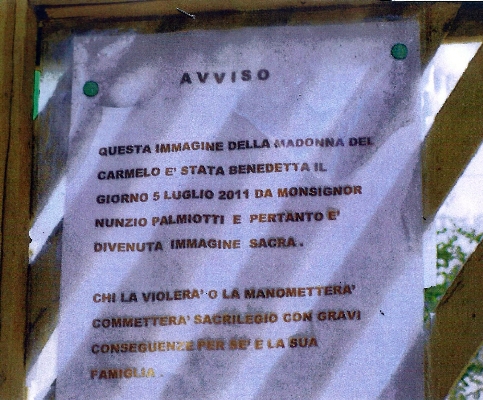 AVVISO
QUESTA IMMAGINE DELLA MADONNA DEL
CARMELO E' STATA BENEDETTA IL
GIORNO 5 LUGLIO 2011 DA MONSIGNOR
NUNZIO PALMIOTTI E PERTANTO E'
DIVENUTA IMMAGINE SACRA.
CHI LA VIOLERA' O LA MANOMETTERA'
COMMETTERA' SACRILEGIO CON GRAVI
CONSEGUENZE PER SE' E LA SUA
FAMIGLIA.